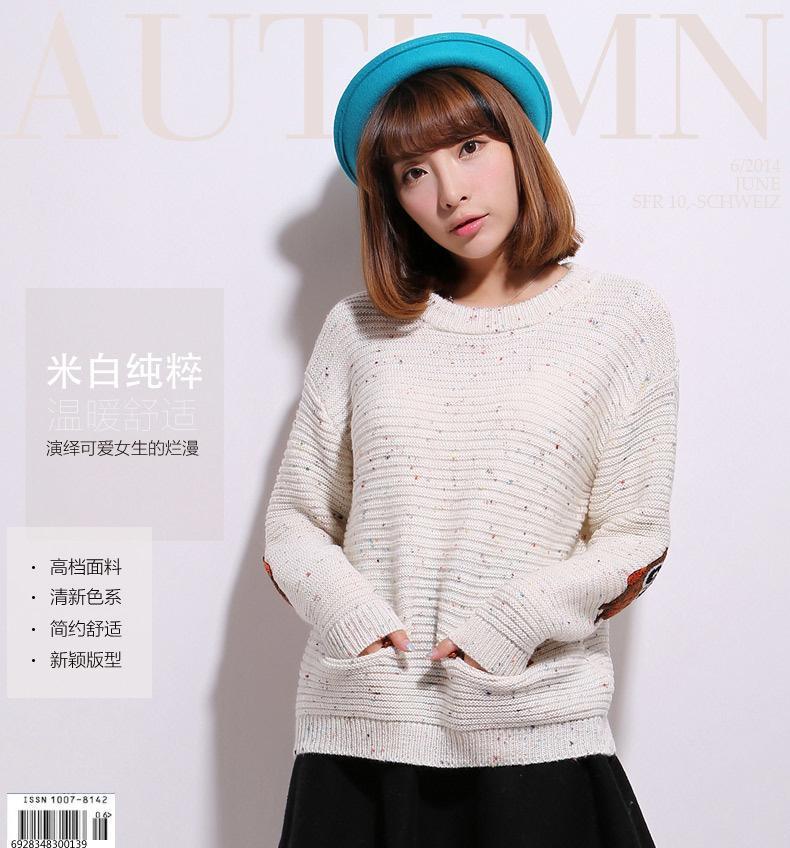 AUTUMN
6/2014
JUNE
SFR 10,-SCHWEIZ
米白纯粹
温暖舒适
演绎可爱女生的烂漫
· 高档面料
· 清新色系
· 简约舒适
· 新颖版型
ISSN 1007-8142
06>
6928348300139